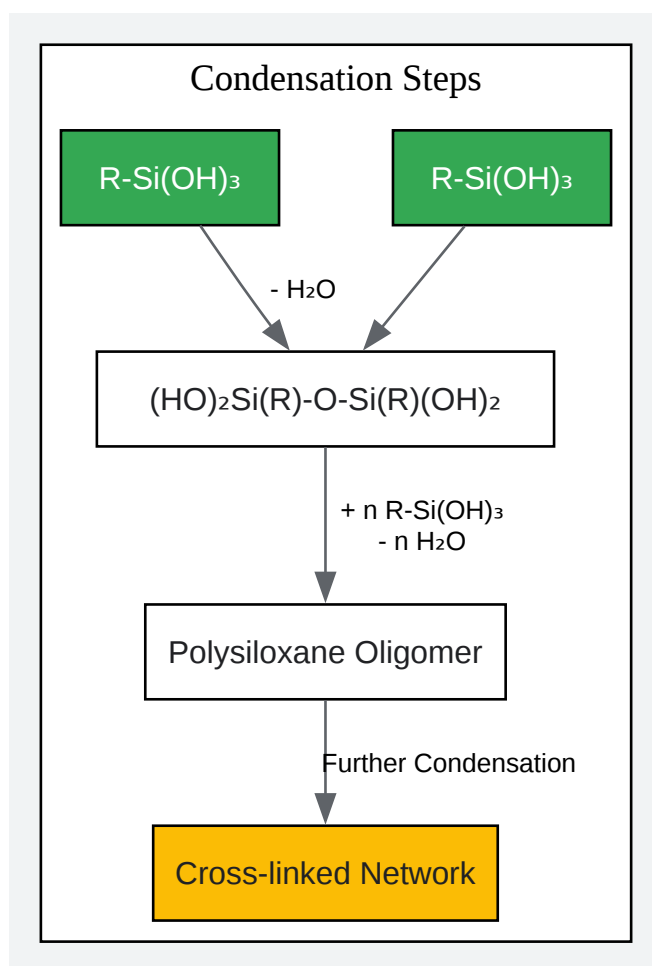 Condensation Steps
R-Si(OH)₃
R-Si(OH)₃
- H₂O
(HO)₂Si(R)-O-Si(R)(OH)₂
+ n R-Si(OH)₃
- n H₂O
Polysiloxane Oligomer
Further Condensation
Cross-linked Network